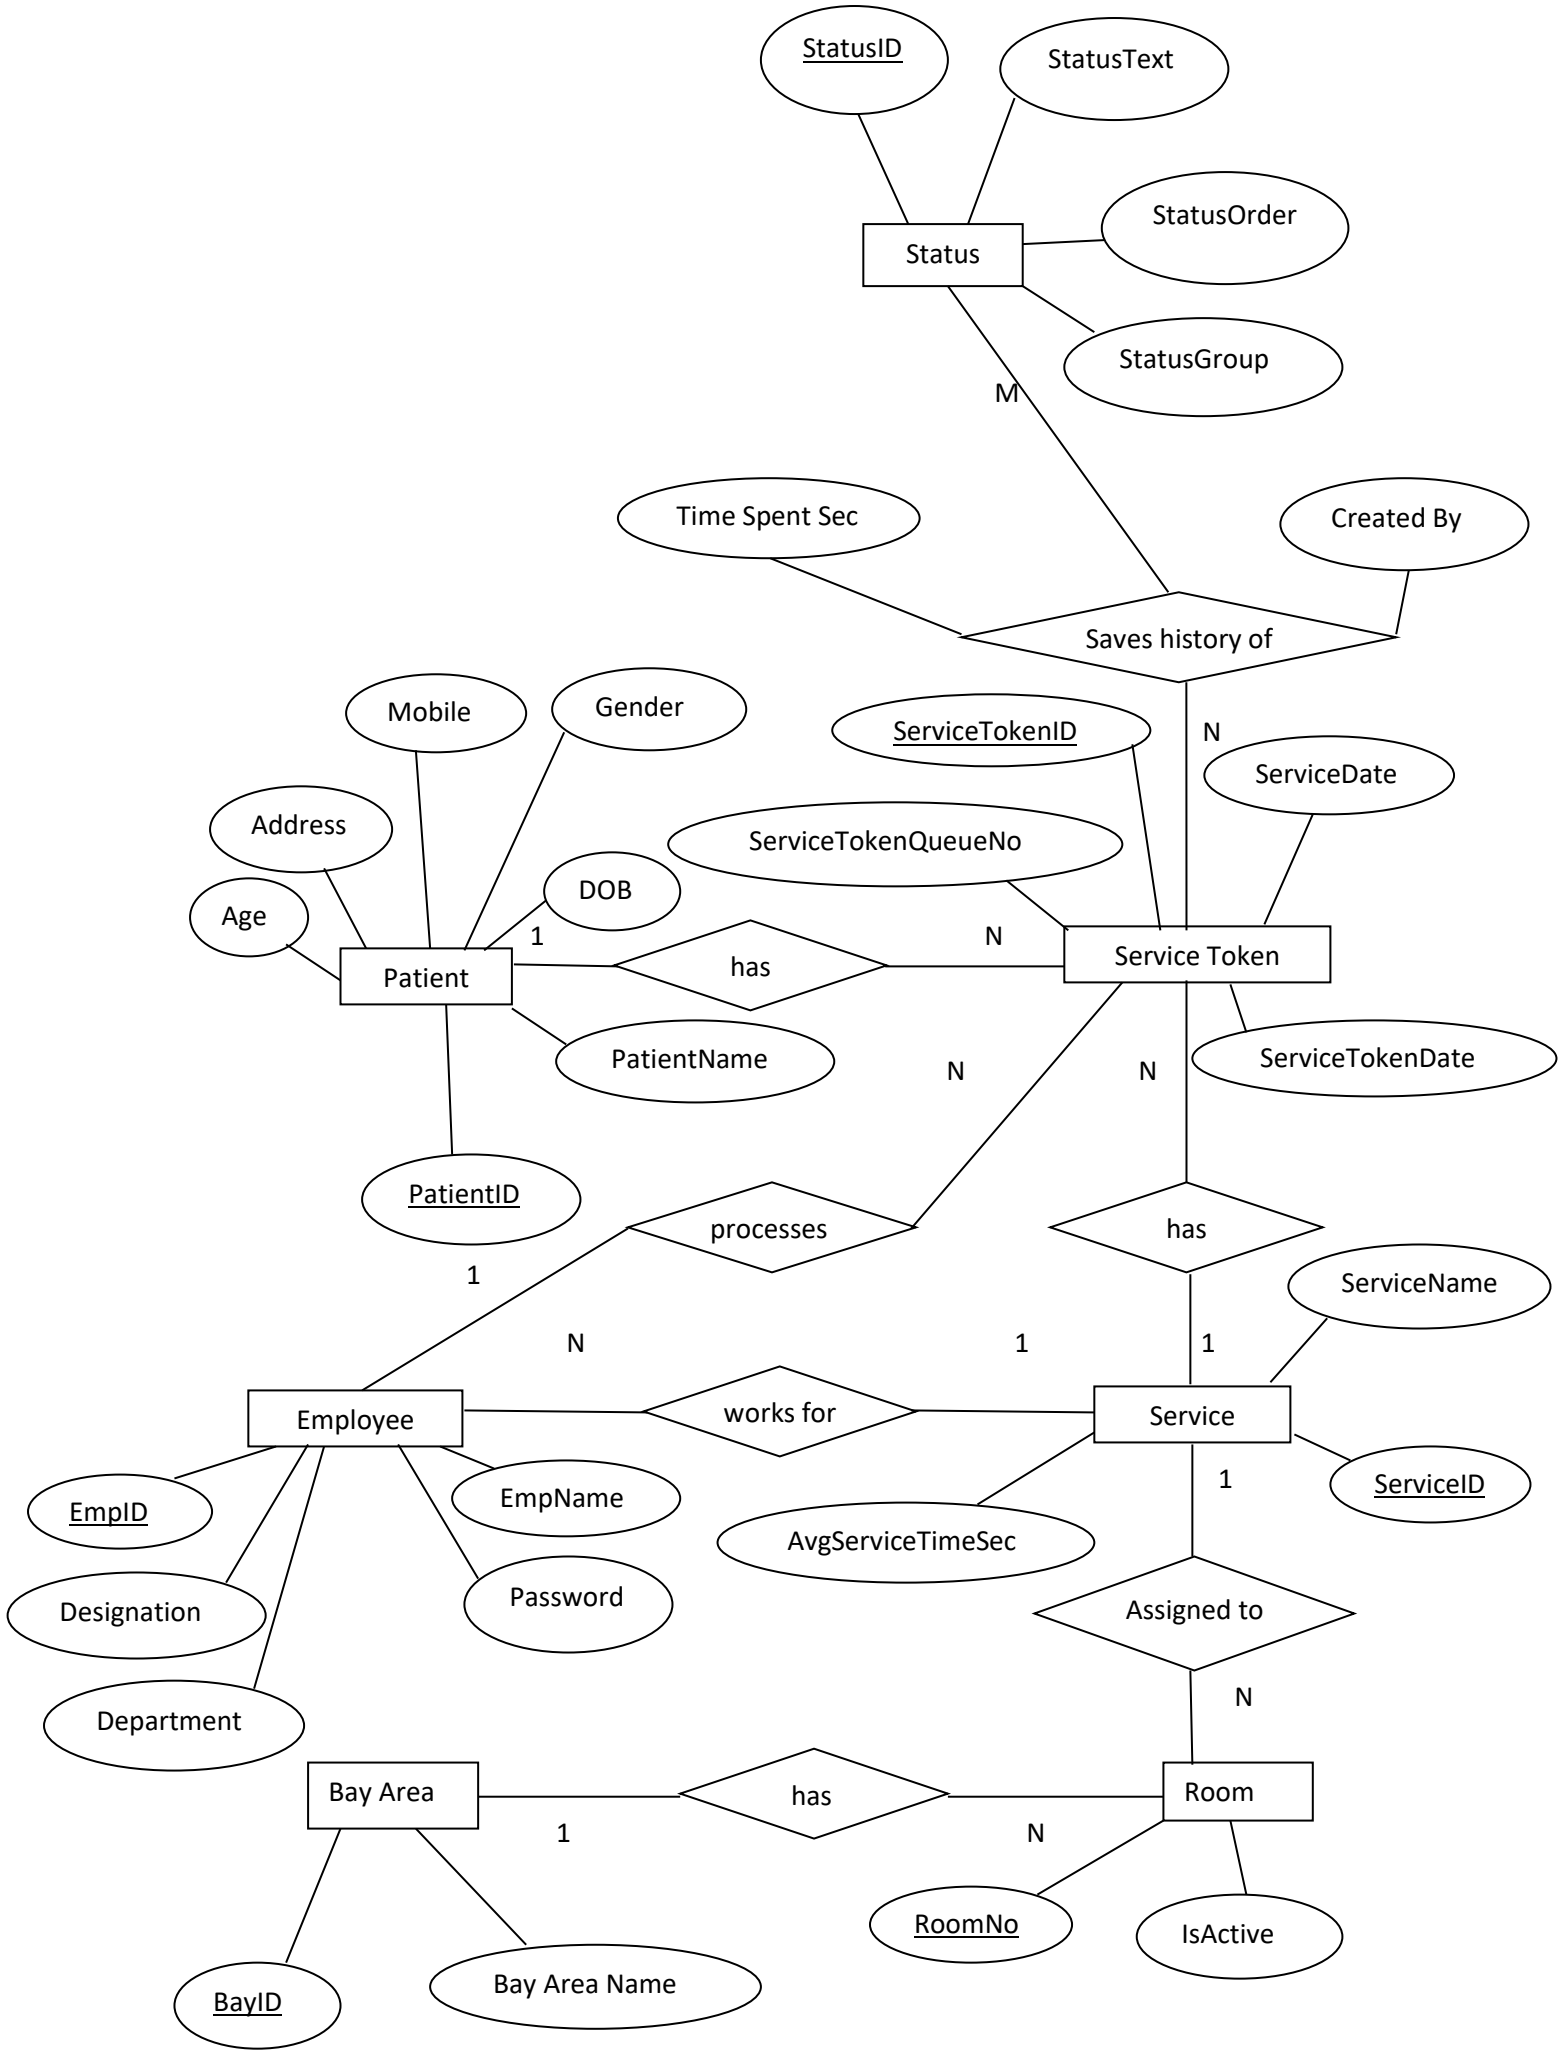 StatusID
StatusText
StatusOrder
Status
StatusGroup
M
Time Spent Sec
Created By
Saves history of
Mobile
Gender
ServiceTokenID
N
ServiceDate
Address
ServiceTokenQueueNo
DOB
Age
1
N
Patient
has
Service Token
PatientName
ServiceTokenDate
N
N
PatientID
processes
has
1
ServiceName
N
1
1
Employee
works for
Service
1
EmpID
EmpName
ServiceID
AvgServiceTimeSec
Designation
Password
Assigned to
N
Department
Bay Area
has
Room
1
N
RoomNo
IsActive
BayID
Bay Area Name